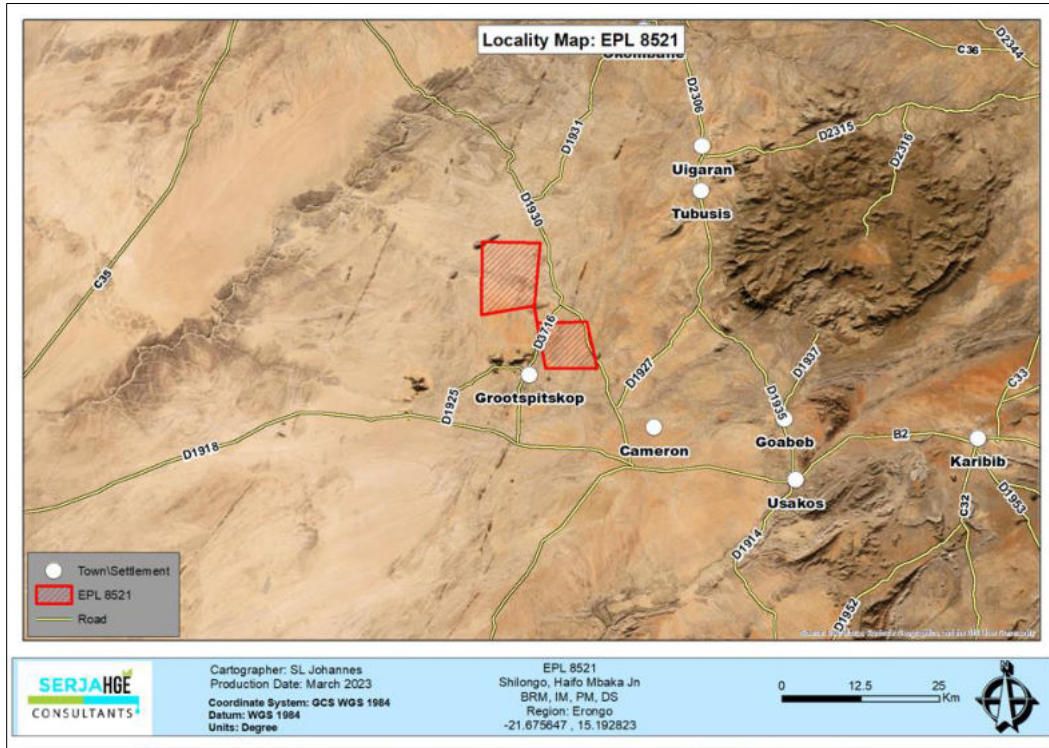 Locality Map: EPL 8521
C36
D2344
D2306
D1931
D2315
D2316
Uigaran
Tubusis
D1930
C35
D3716
D1937
C33
D1927
D1925
Grootspitskop
D1935
D1918
Cameron
Goabeb
B2
Karibib
Usakos
C32
D1953
D1914
D1952
Town\Settlement
EPL 8521
Road
SERJAHGE
CONSULTANTS
Cartographer: SL Johannes
Production Date: March 2023
Coordinate System: GCS WGS 1984
Datum: WGS 1984
Units: Degree
EPL 8521
Shilongo, Haifo Mbaka Jn
BRM, IM, PM, DS
Region: Erongo
-21.675647 , 15.192823
0 12.5 25
Km
N